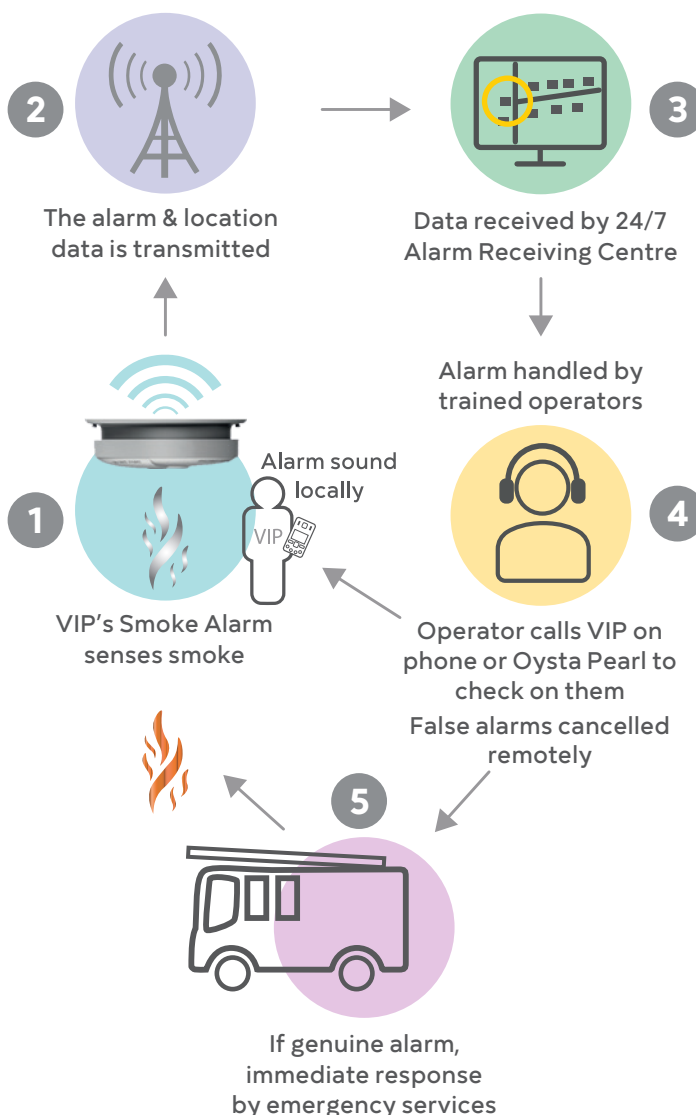 2
The alarm & location
data is transmitted
3
Data received by 24/7
Alarm Receiving Centre
1
Alarm sound
locally
VIP
VIP's Smoke Alarm
senses smoke
Alarm handled by
trained operators
4
Operator calls VIP on
phone or Oysta Pearl to
check on them
False alarms cancelled
remotely
5
If genuine alarm,
immediate response
by emergency services